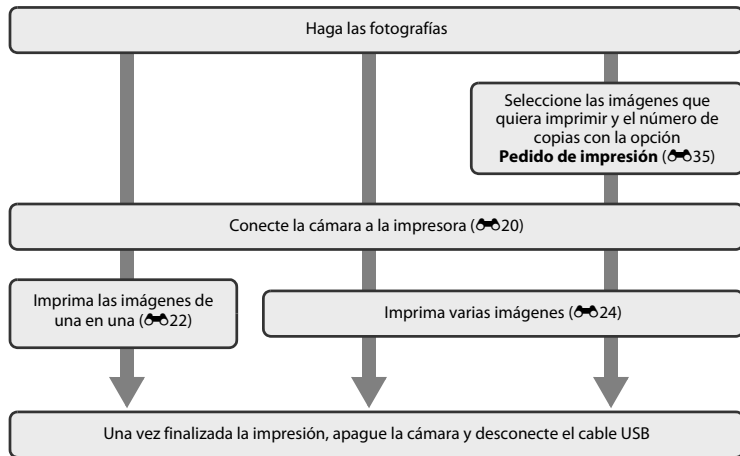 Haga las fotografías
Seleccione las imágenes que
quiera imprimir y el número de
copias con la opción
Pedido de impresión (35)
Conecte la cámara a la impresora (20)
Imprima las imágenes de
una en una (22)
Imprima varias imágenes (24)
Una vez finalizada la impresión, apague la cámara y desconecte el cable USB